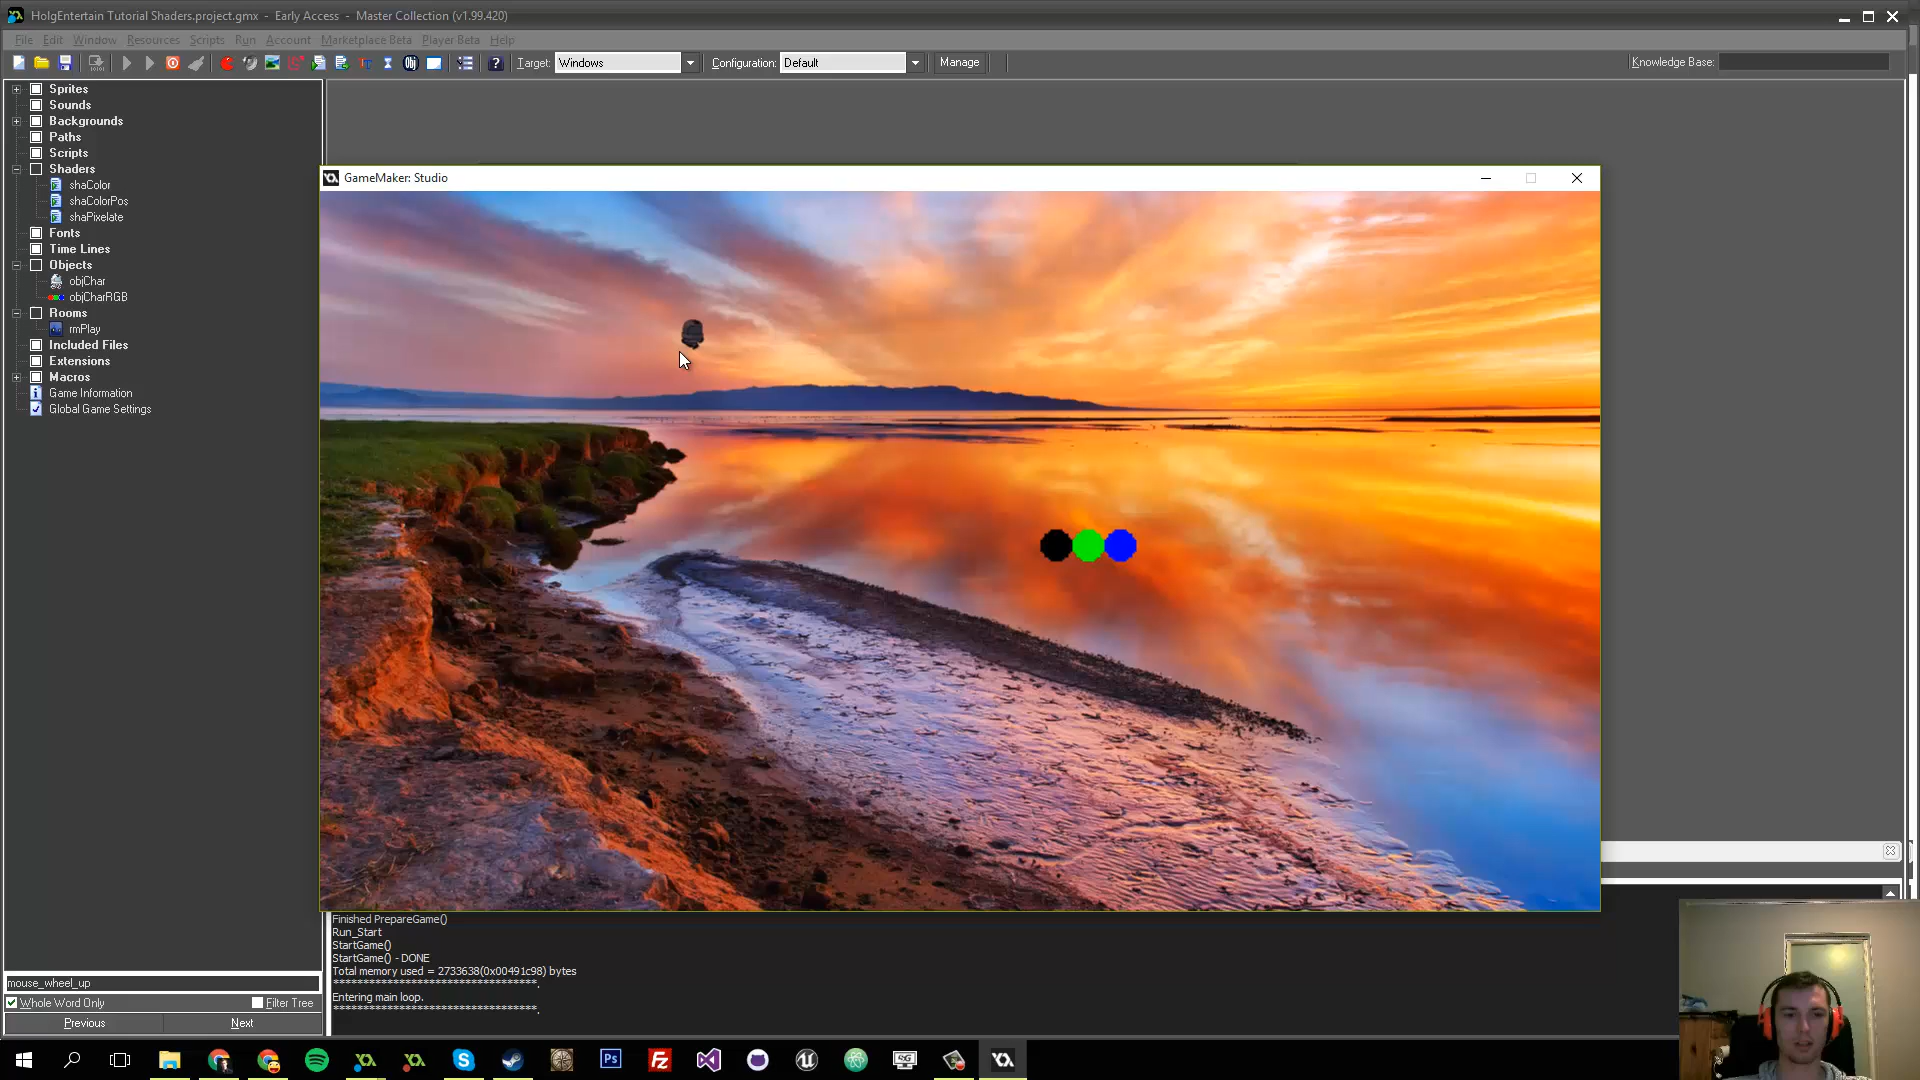 HolgEntertain Tutorial Shaders.project.gmx - Early Access - Master Collection (v1.99.420)
File Edit Window Resources Scripts Run Account Marketplace Beta Player Beta Help
Target: Windows Configuration: Default Manage Knowledge Base:
Sprites
Sounds
Backgrounds
Paths
Scripts
Shaders
shaColor
shaColorPos
shaPixelate
Fonts
Time Lines
Objects
objChar
objCharRGB
Rooms
rmPlay
Included Files
Extensions
Macros
Game Information
Global Game Settings
GameMaker: Studio
Finished PrepareGame()
Run_Start
StartGame()
StartGame() - DONE
Total memory used = 2733638(0x00491c98) bytes
***********************************.
Entering main loop.
***********************************.
mouse_wheel_up
Whole Word Only Filter Tree
Previous Next